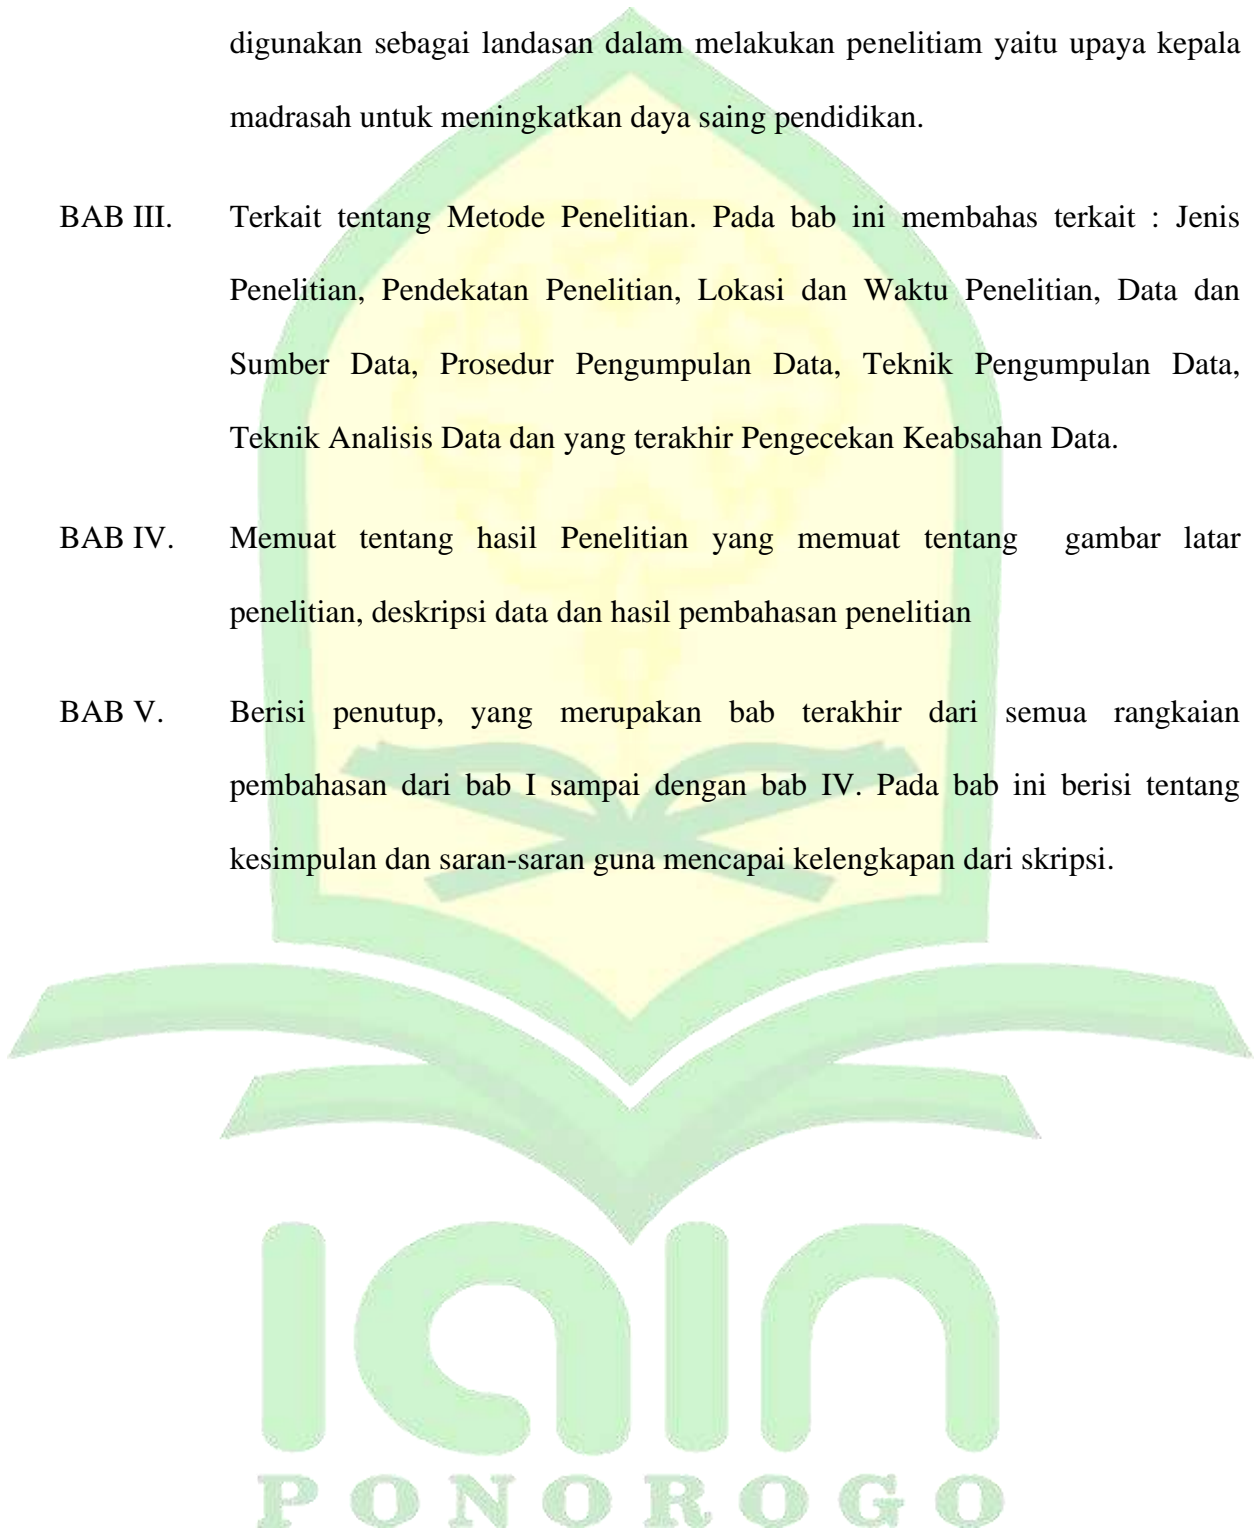 digunakan sebagai landasan dalam melakukan penelitiam yaitu upaya kepala
madrasah untuk meningkatkan daya saing pendidikan.
BAB III. Terkait tentang Metode Penelitian. Pada bab ini membahas terkait : Jenis
Penelitian, Pendekatan Penelitian, Lokasi dan Waktu Penelitian, Data dan
Sumber Data, Prosedur Pengumpulan Data, Teknik Pengumpulan Data,
Teknik Analisis Data dan yang terakhir Pengecekan Keabsahan Data.
BAB IV. Memuat tentang hasil Penelitian yang memuat tentang gambar latar
penelitian, deskripsi data dan hasil pembahasan penelitian
BAB V. Berisi penutup, yang merupakan bab terakhir dari semua rangkaian
pembahasan dari bab I sampai dengan bab IV. Pada bab ini berisi tentang
kesimpulan dan saran-saran guna mencapai kelengkapan dari skripsi.
iain
PONOROGO